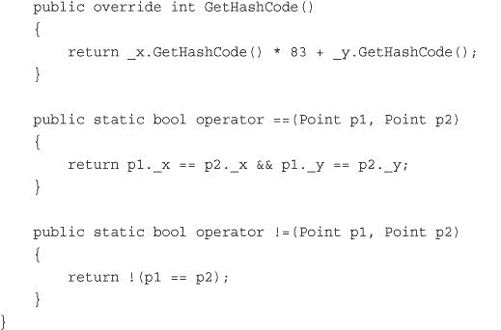 public override int GetHashCode()
{
return _x.GetHashCode() * 83 + _y.GetHashCode();
}
public static bool operator ==(Point p1, Point p2)
{
return p1._x == p2._x && p1._y == p2._y;
}
public static bool operator !=(Point p1, Point p2)
{
return !(p1 == p2);
}
}